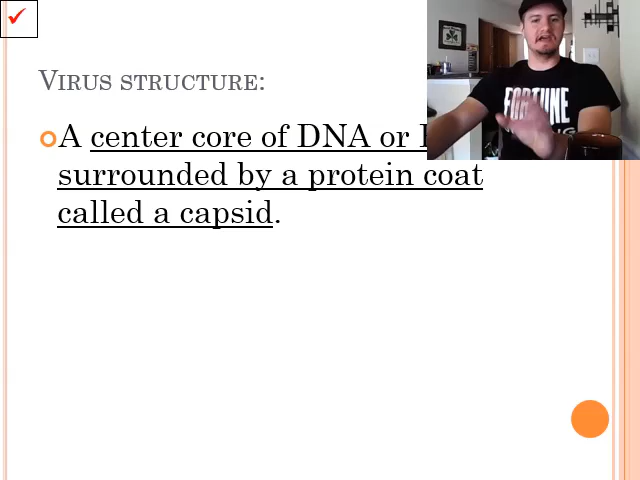 VIRUS STRUCTURE:
A center core of DNA or
surrounded by a protein coat
called a capsid.
FORTUNE